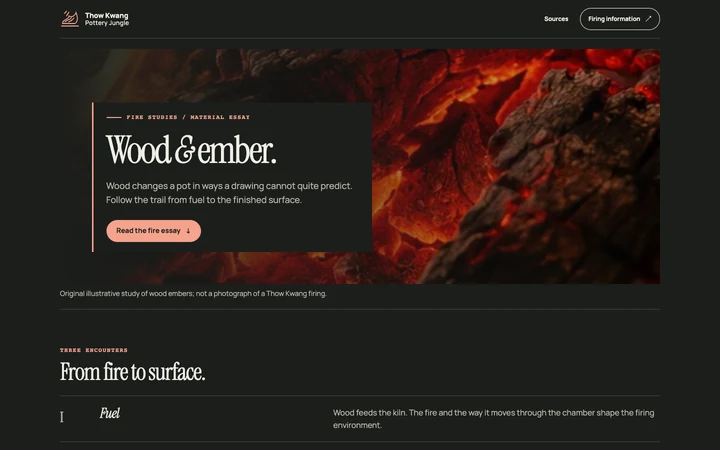 Thow Kwang
Pottery Jungle
Sources
Firing information ↗
FIRE STUDIES / MATERIAL ESSAY
Wood & ember.
Wood changes a pot in ways a drawing cannot quite predict.
Follow the trail from fuel to the finished surface.
Read the fire essay ↓
Original illustrative study of wood embers; not a photograph of a Thow Kwang firing.
THREE ENCOUNTERS
From fire to surface.
I
Fuel
Wood feeds the kiln. The fire and the way it moves through the chamber shape the firing
environment.